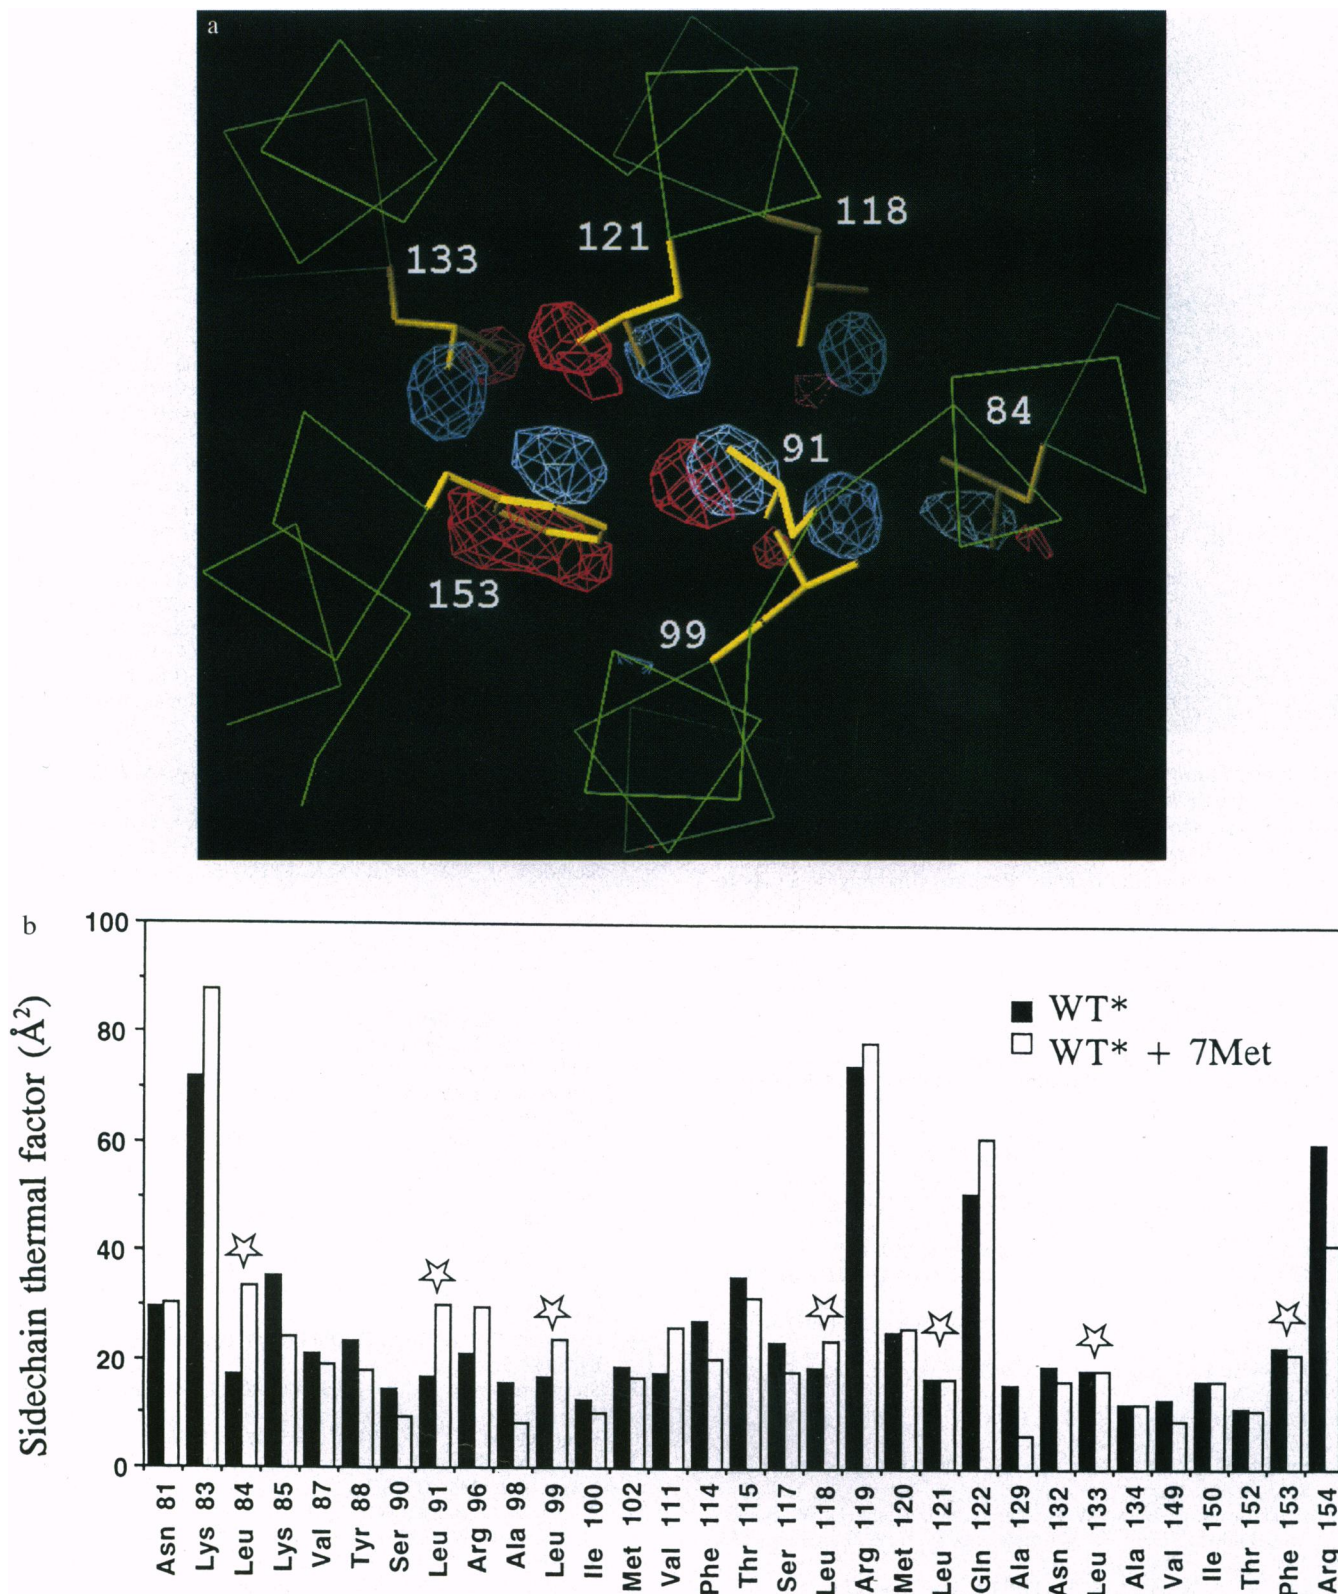 a
118
121
133
84
91
153
99
b
100
80
60
40
20
0
Sidechain thermal factor (Å²)
WT*
WT* + 7Met
Asn 81
Lys 83
Leu 84
Lys 85
Val 87
Tyr 88
Ser 90
Leu 91
Arg 96
Ala 98
Leu 99
Ile 100
Met 102
Val 111
Phe 114
Thr 115
Ser 117
Leu 118
Arg 119
Met 120
Leu 121
Gln 122
Ala 129
Asn 132
Leu 133
Ala 134
Val 149
Ile 150
Thr 152
Phe 153
Arg 154